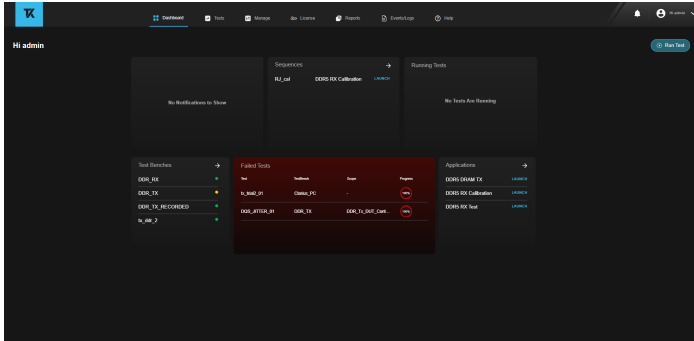 TK
Dashboard
Tests
Manage
License
Reports
Events/Logs
Help
Hi admin
Hi admin
Run Test
No Notifications to Show
Sequences
RJ_cal DDR5 RX Calibration LAUNCH
Running Tests
No Tests Are Running
Test Benches
DDR_RX
DDR_TX
DDR_TX_RECORDED
tx_ddr_2
Failed Tests
Test TestBench Scope Progress
tx_trial2_01 Clarius_PC - 100%
DQS_JITTER_01 DDR_TX DDR_Tx_DUT_Cont... 100%
Applications
DDR5 DRAM TX LAUNCH
DDR5 RX Calibration LAUNCH
DDR5 RX Test LAUNCH